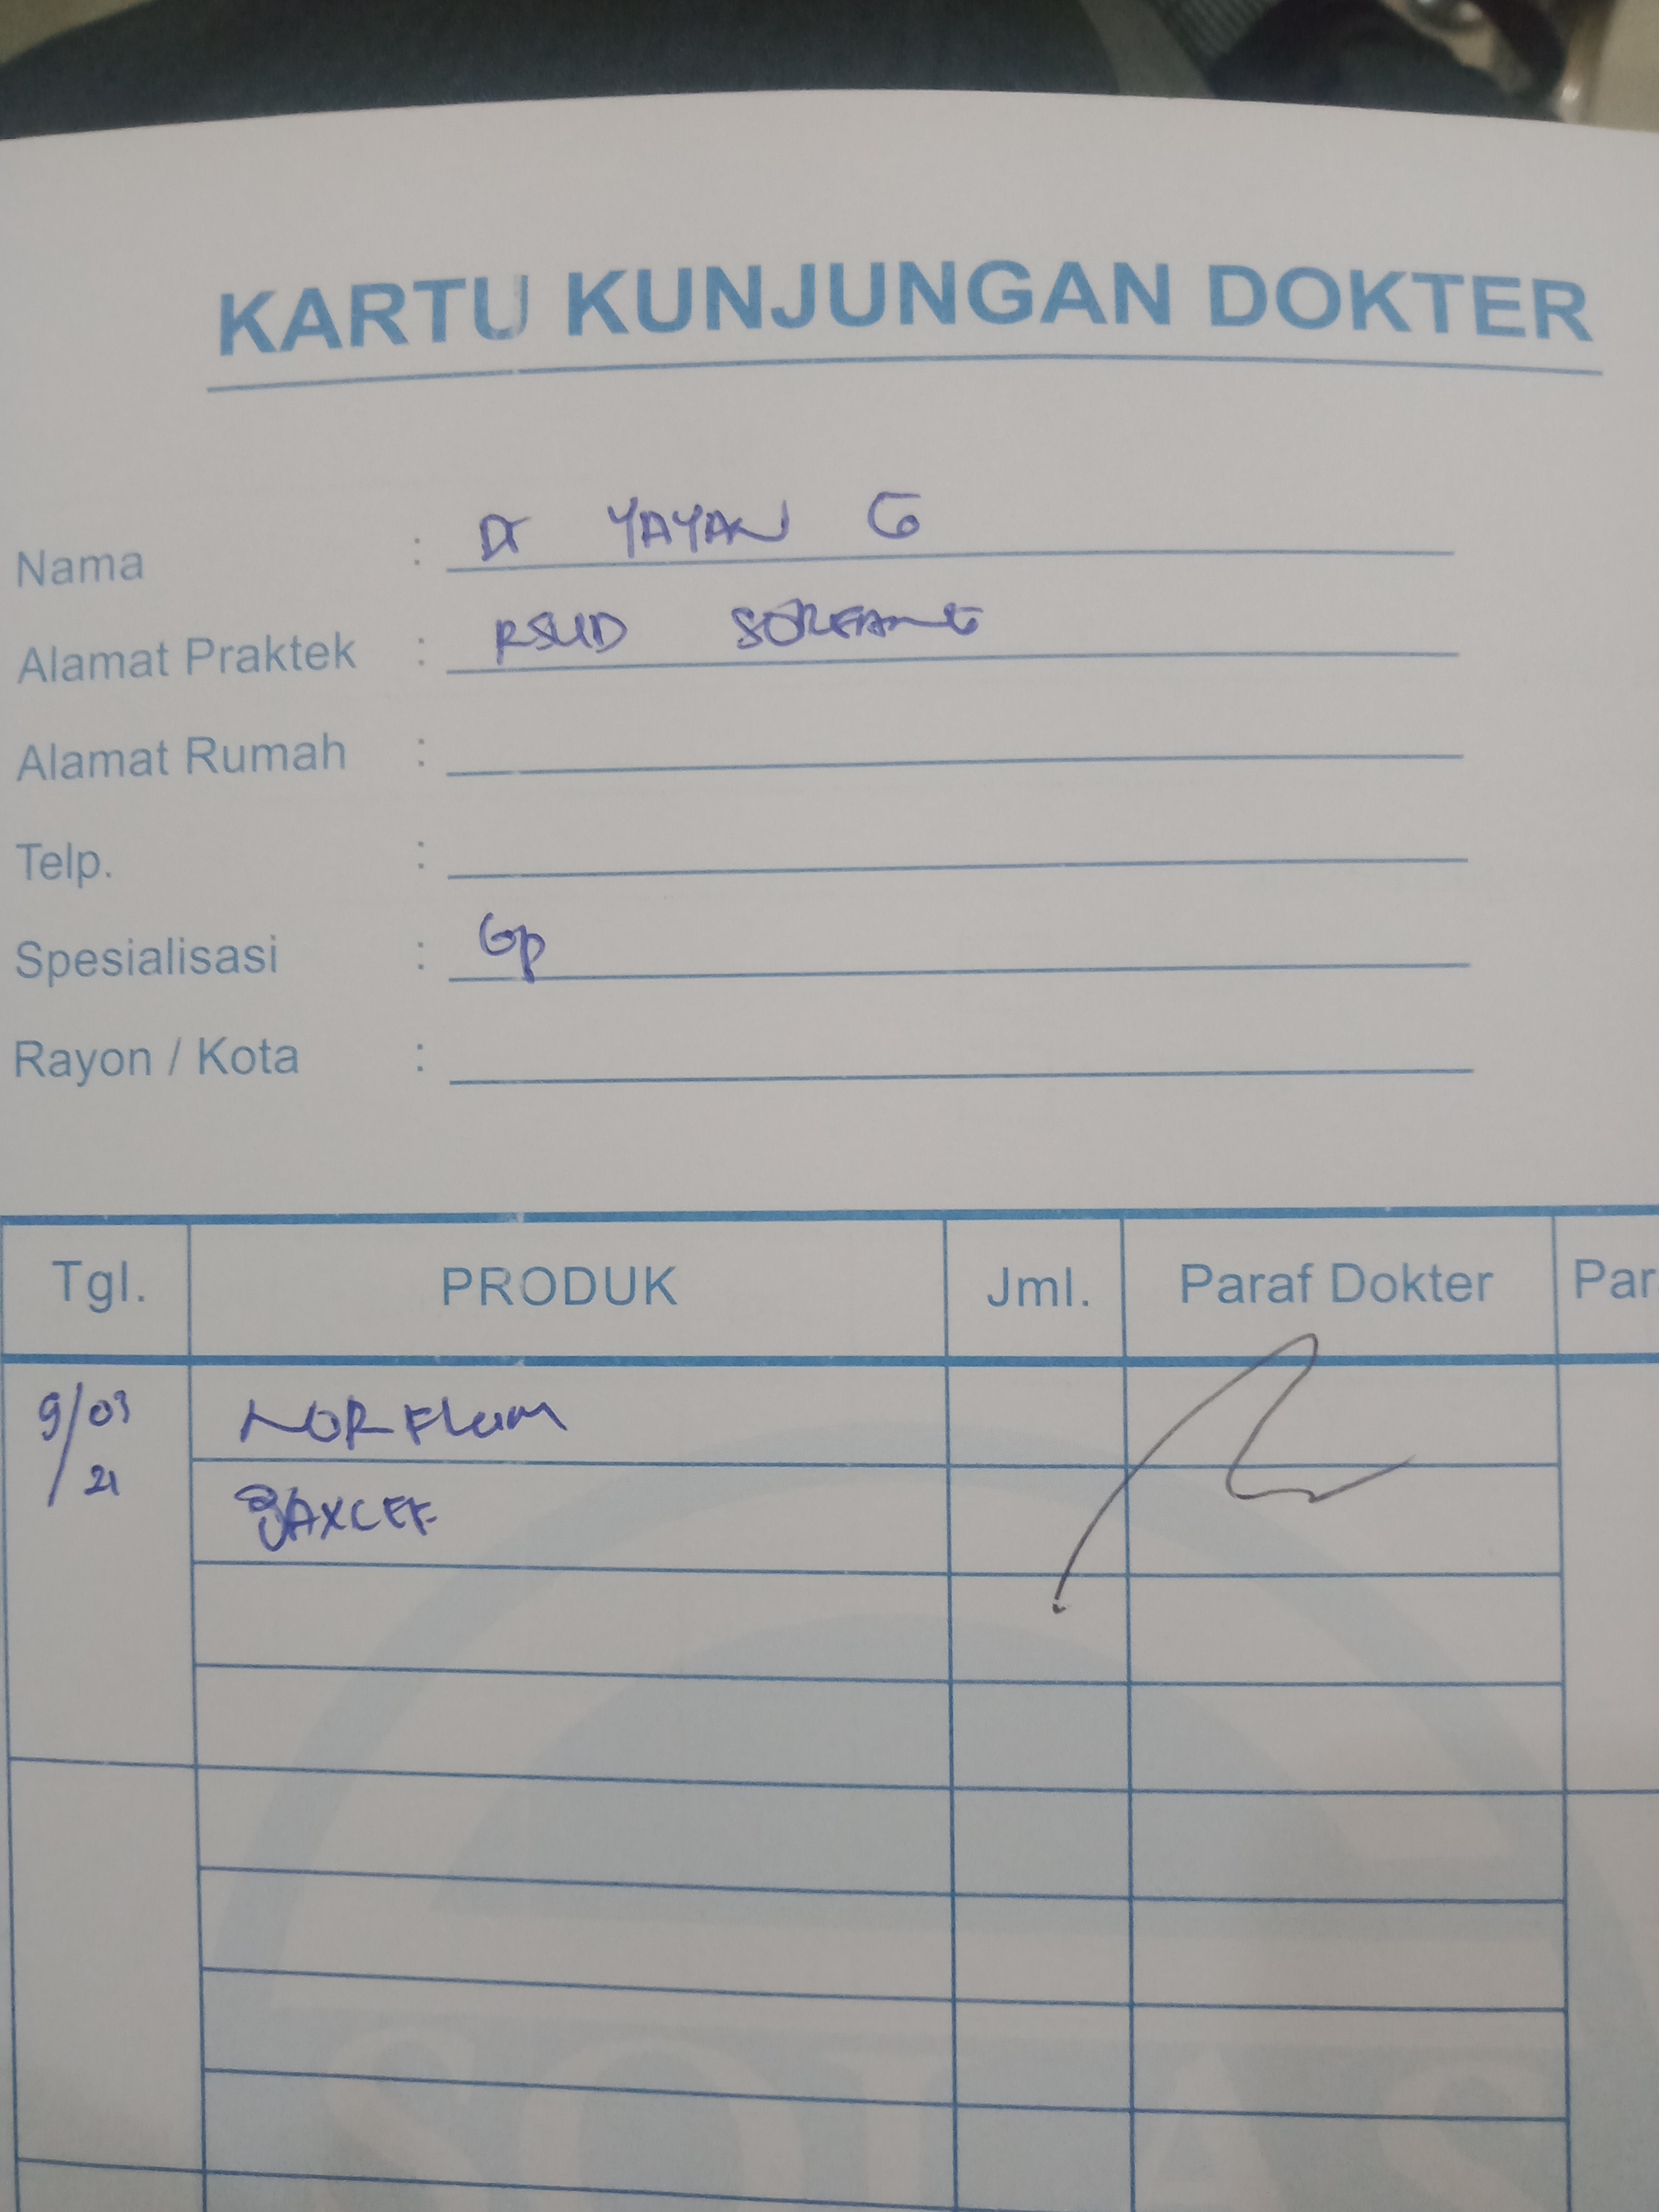 KARTU KUNJUNGAN DOKTER
Nama : Dr YAYAN G
Alamat Praktek : RSUD SOREANG
Alamat Rumah :
Telp. :
Spesialisasi : Gp
Rayon / Kota :
Tgl. PRODUK Jml. Paraf Dokter Par
9/03/21 NORFLAM
SOLAS